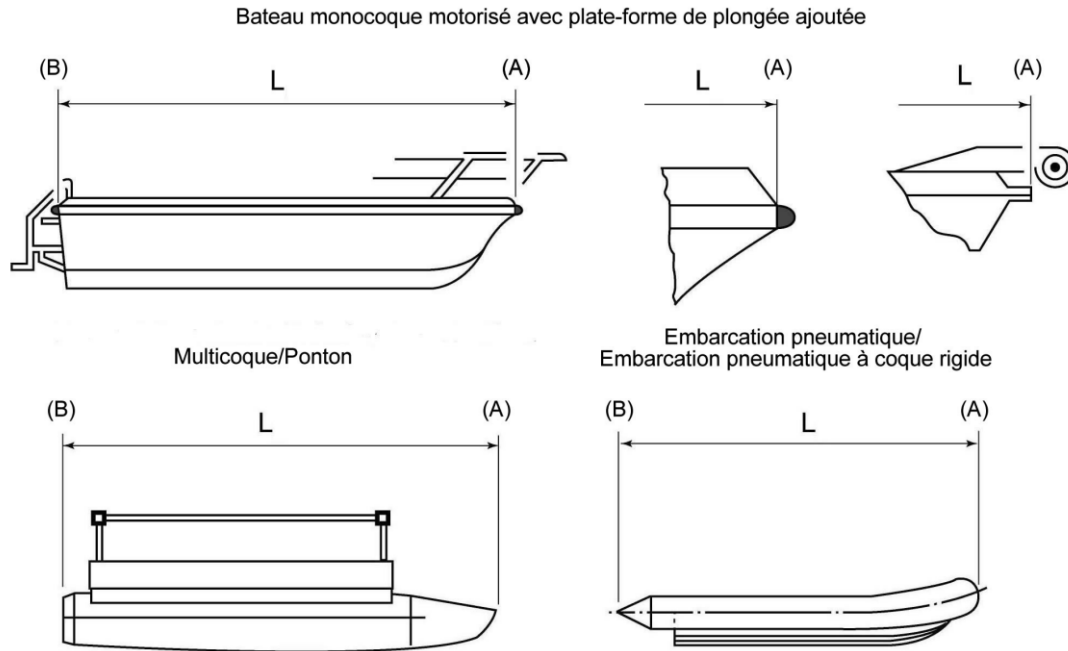 Bateau monocoque motorisé avec plate-forme de plongée ajoutée
(B) L (A)
L (A)
L (A)
Multicoque/Ponton
(B) L (A)
Embarcation pneumatique/
Embarcation pneumatique à coque rigide
(B) L (A)